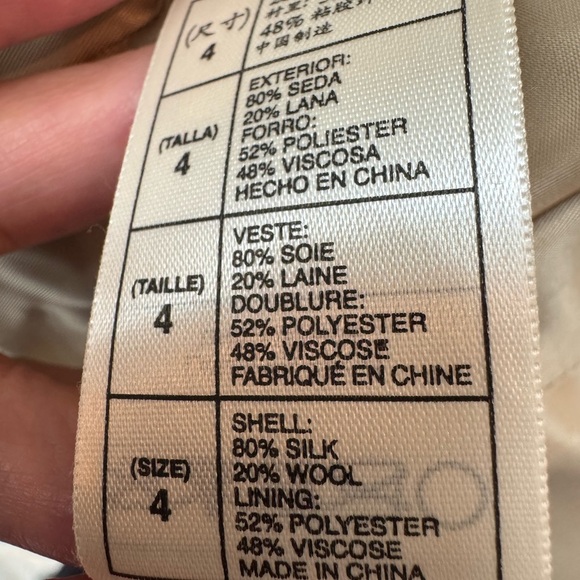 (尺寸)
4
48% 粘胶纤
中国制造
(TALLA)
4
EXTERIOR:
80% SEDA
20% LANA
FORRO:
52% POLIESTER
48% VISCOSA
HECHO EN CHINA
(TAILLE)
4
VESTE:
80% SOIE
20% LAINE
DOUBLURE:
52% POLYESTER
48% VISCOSE
FABRIQUÉ EN CHINE
(SIZE)
4
SHELL:
80% SILK
20% WOOL
LINING:
52% POLYESTER
48% VISCOSE
MADE IN CHINA